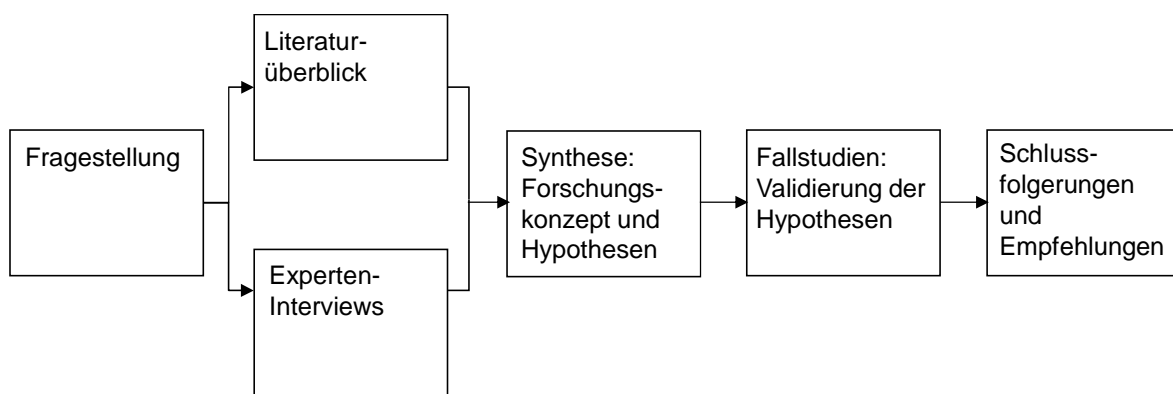 Fragestellung
Literatur-
überblick
Experten-
Interviews
Synthese:
Forschungs-
konzept und
Hypothesen
Fallstudien:
Validierung der
Hypothesen
Schluss-
folgerungen
und
Empfehlungen